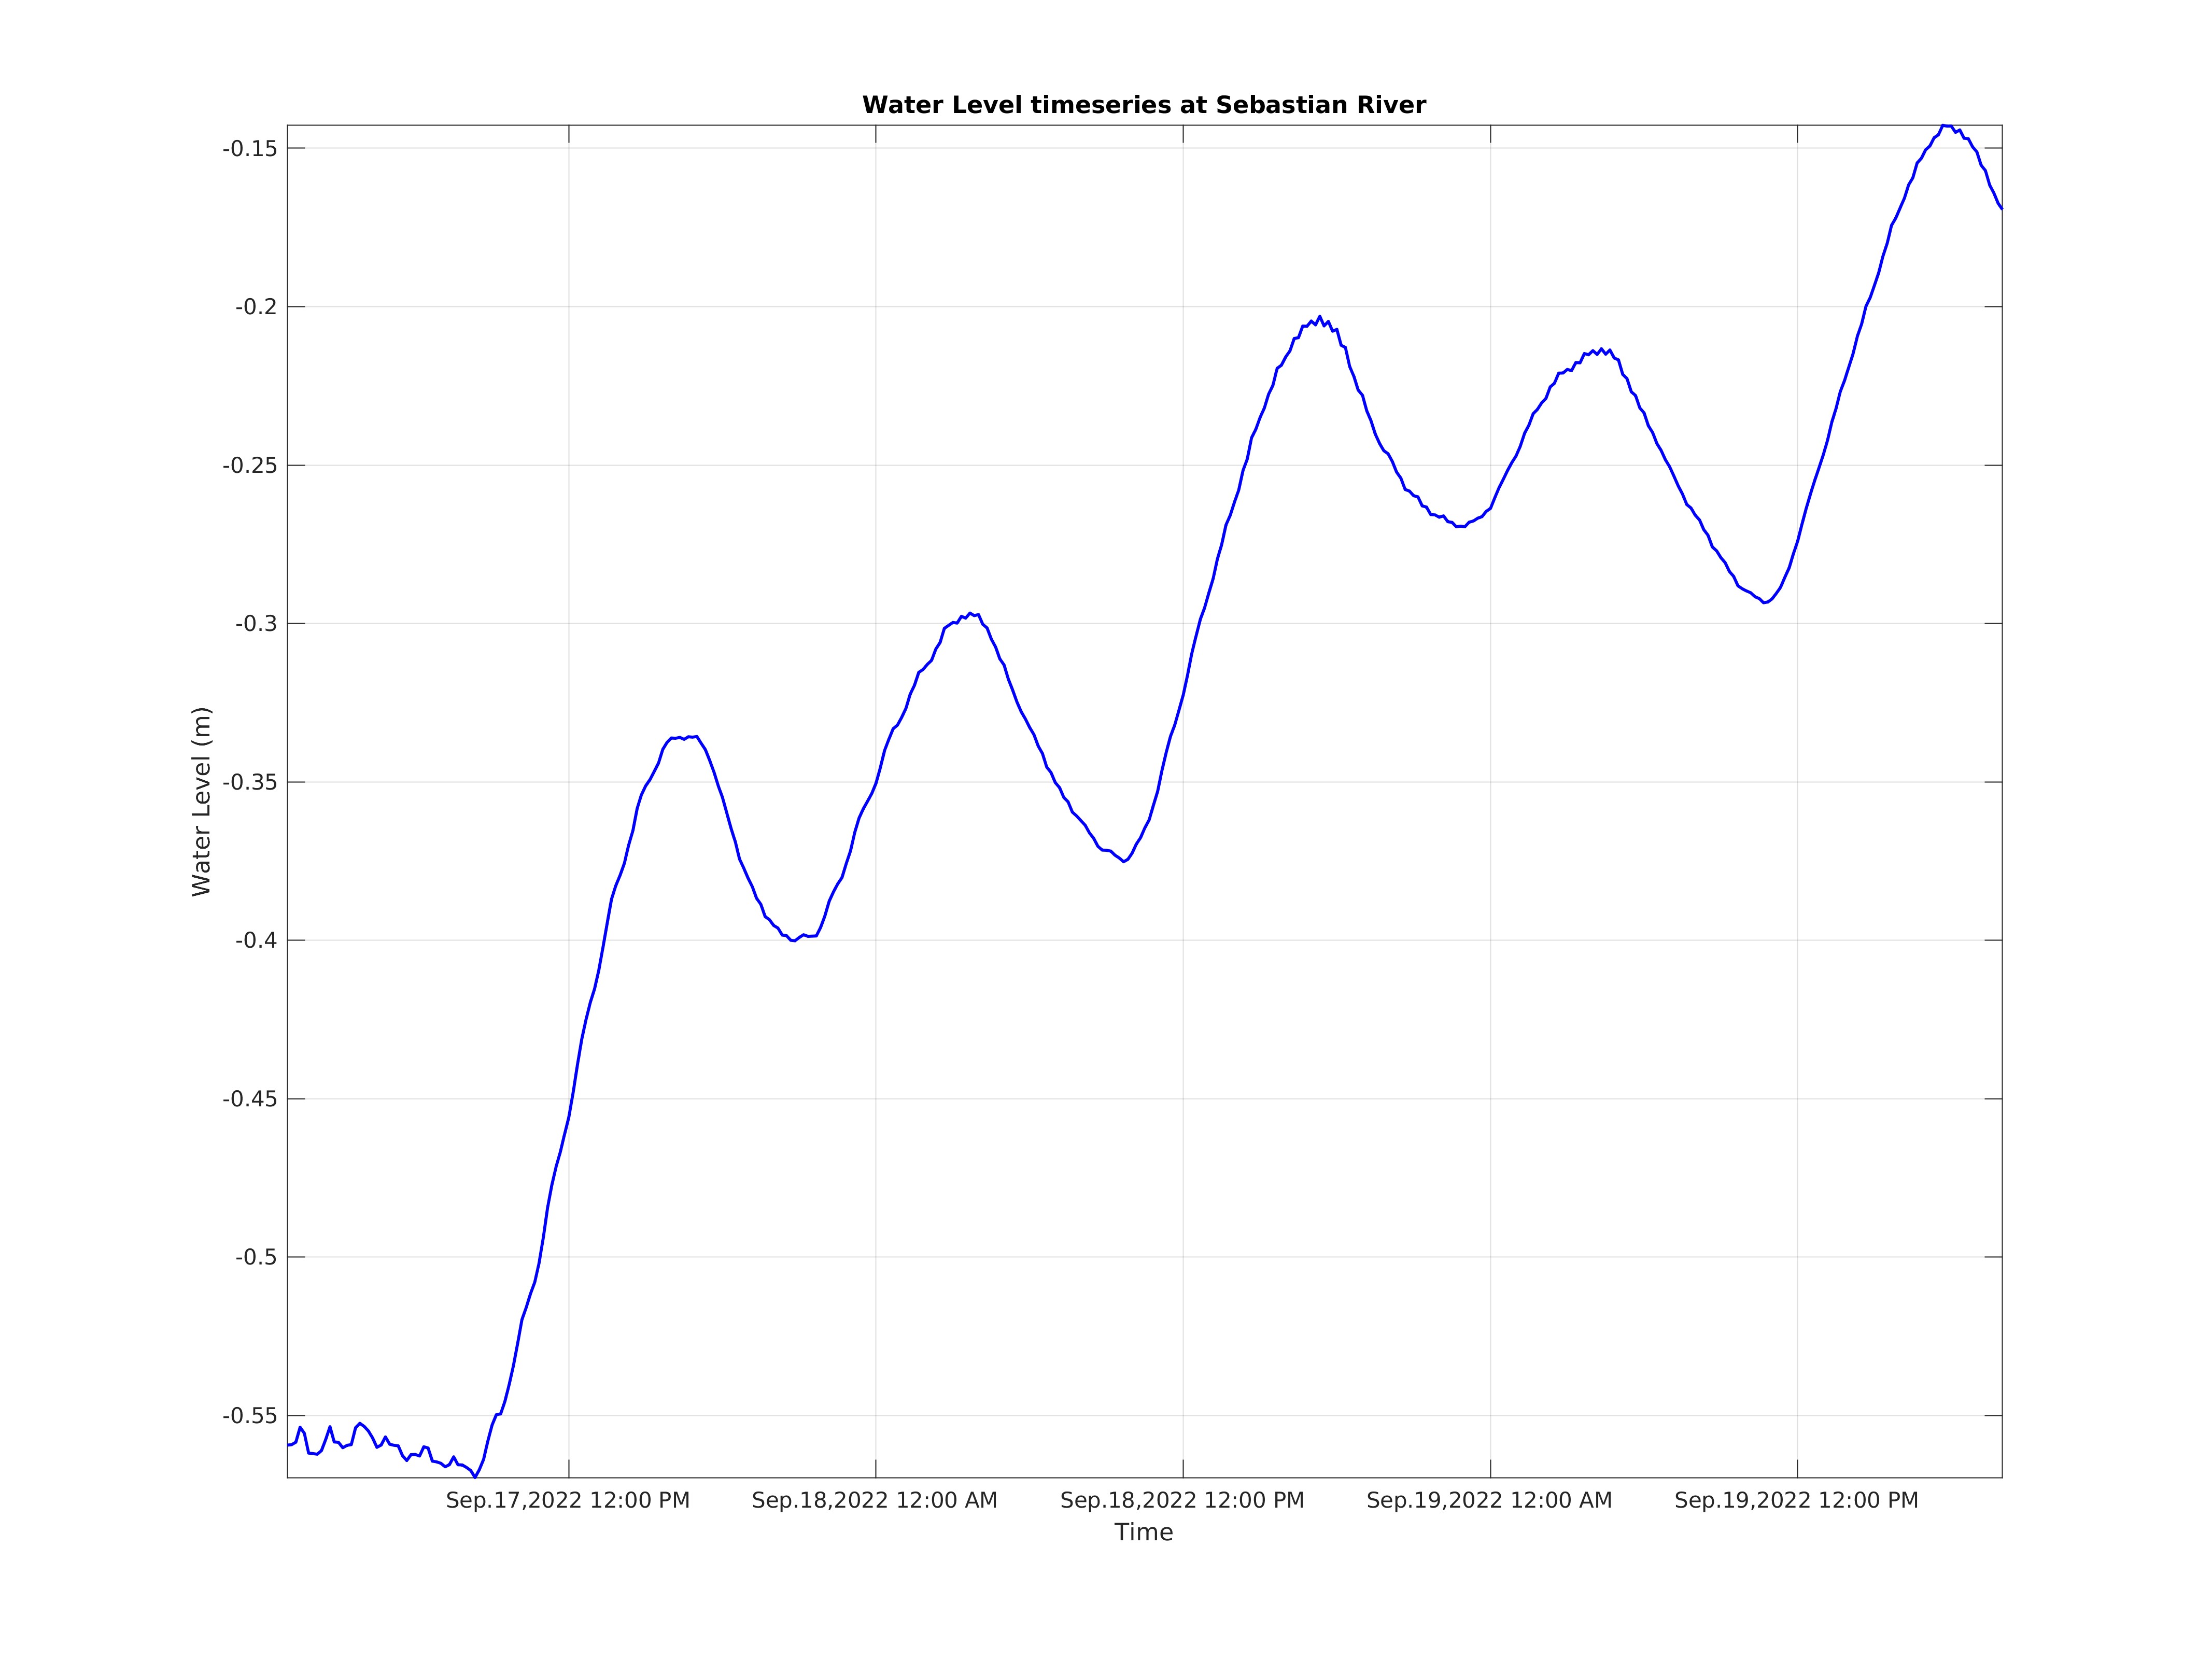 Water Level timeseries at Sebastian River
-0.15
-0.2
-0.25
-0.3
-0.35
-0.4
-0.45
-0.5
-0.55
Water Level (m)
Sep.17,2022 12:00 PM
Sep.18,2022 12:00 AM
Sep.18,2022 12:00 PM
Sep.19,2022 12:00 AM
Sep.19,2022 12:00 PM
Time